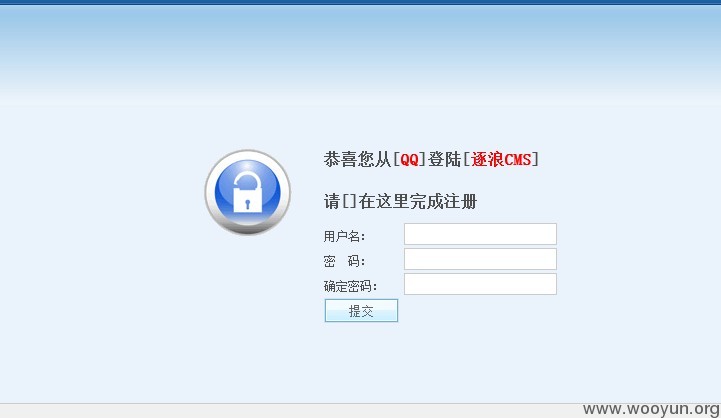 恭喜您从[QQ]登陆[逐浪CMS]
请[]在这里完成注册
用户名:
密 码:
确定密码:
提交
www.wooyun.org